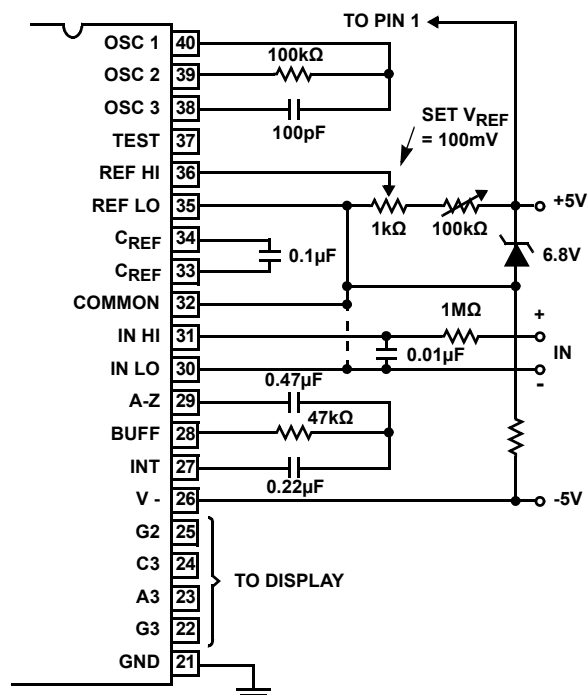 TO PIN 1
OSC 1 40
100kΩ
OSC 2 39
OSC 3 38
100pF
SET VREF
= 100mV
TEST 37
REF HI 36
REF LO 35
+5V
1kΩ 100kΩ
CREF 34
0.1µF
6.8V
CREF 33
COMMON 32
1MΩ
+
IN HI 31
0.01µF
IN
IN LO 30
-
0.47µF
A-Z 29
47kΩ
BUFF 28
INT 27
0.22µF
V - 26
-5V
G2 25
C3 24
TO DISPLAY
A3 23
G3 22
GND 21